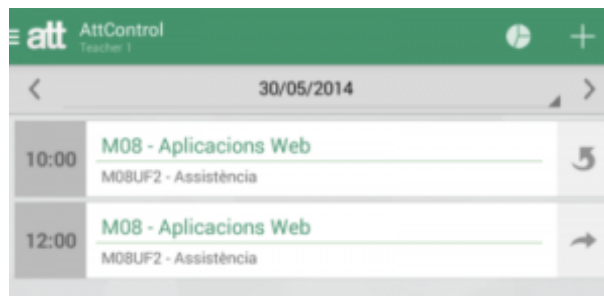 att AttControl
Teacher 1
30/05/2014
10:00
M08 - Aplicacions Web
M08UF2 - Assistència
12:00
M08 - Aplicacions Web
M08UF2 - Assistència